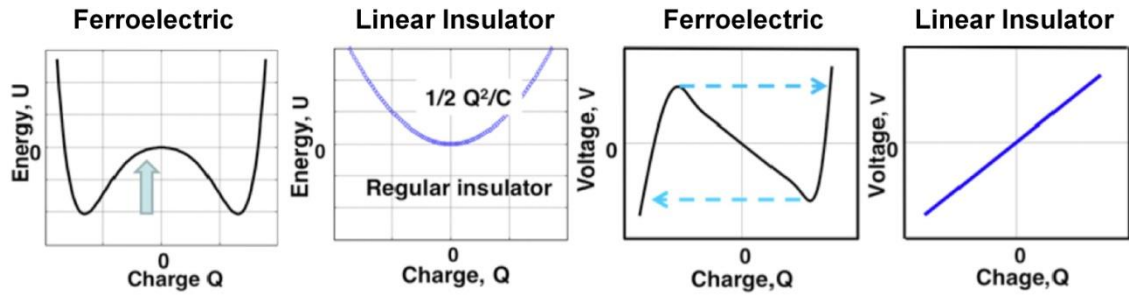 Ferroelectric
Linear Insulator
Ferroelectric
Linear Insulator
Energy, U
0
0
Charge Q
Energy, U
0
1/2 Q²/C
Regular insulator
0
Charge, Q
Voltage, V
0
0
Charge,Q
Voltage, V
0
0
Chage,Q